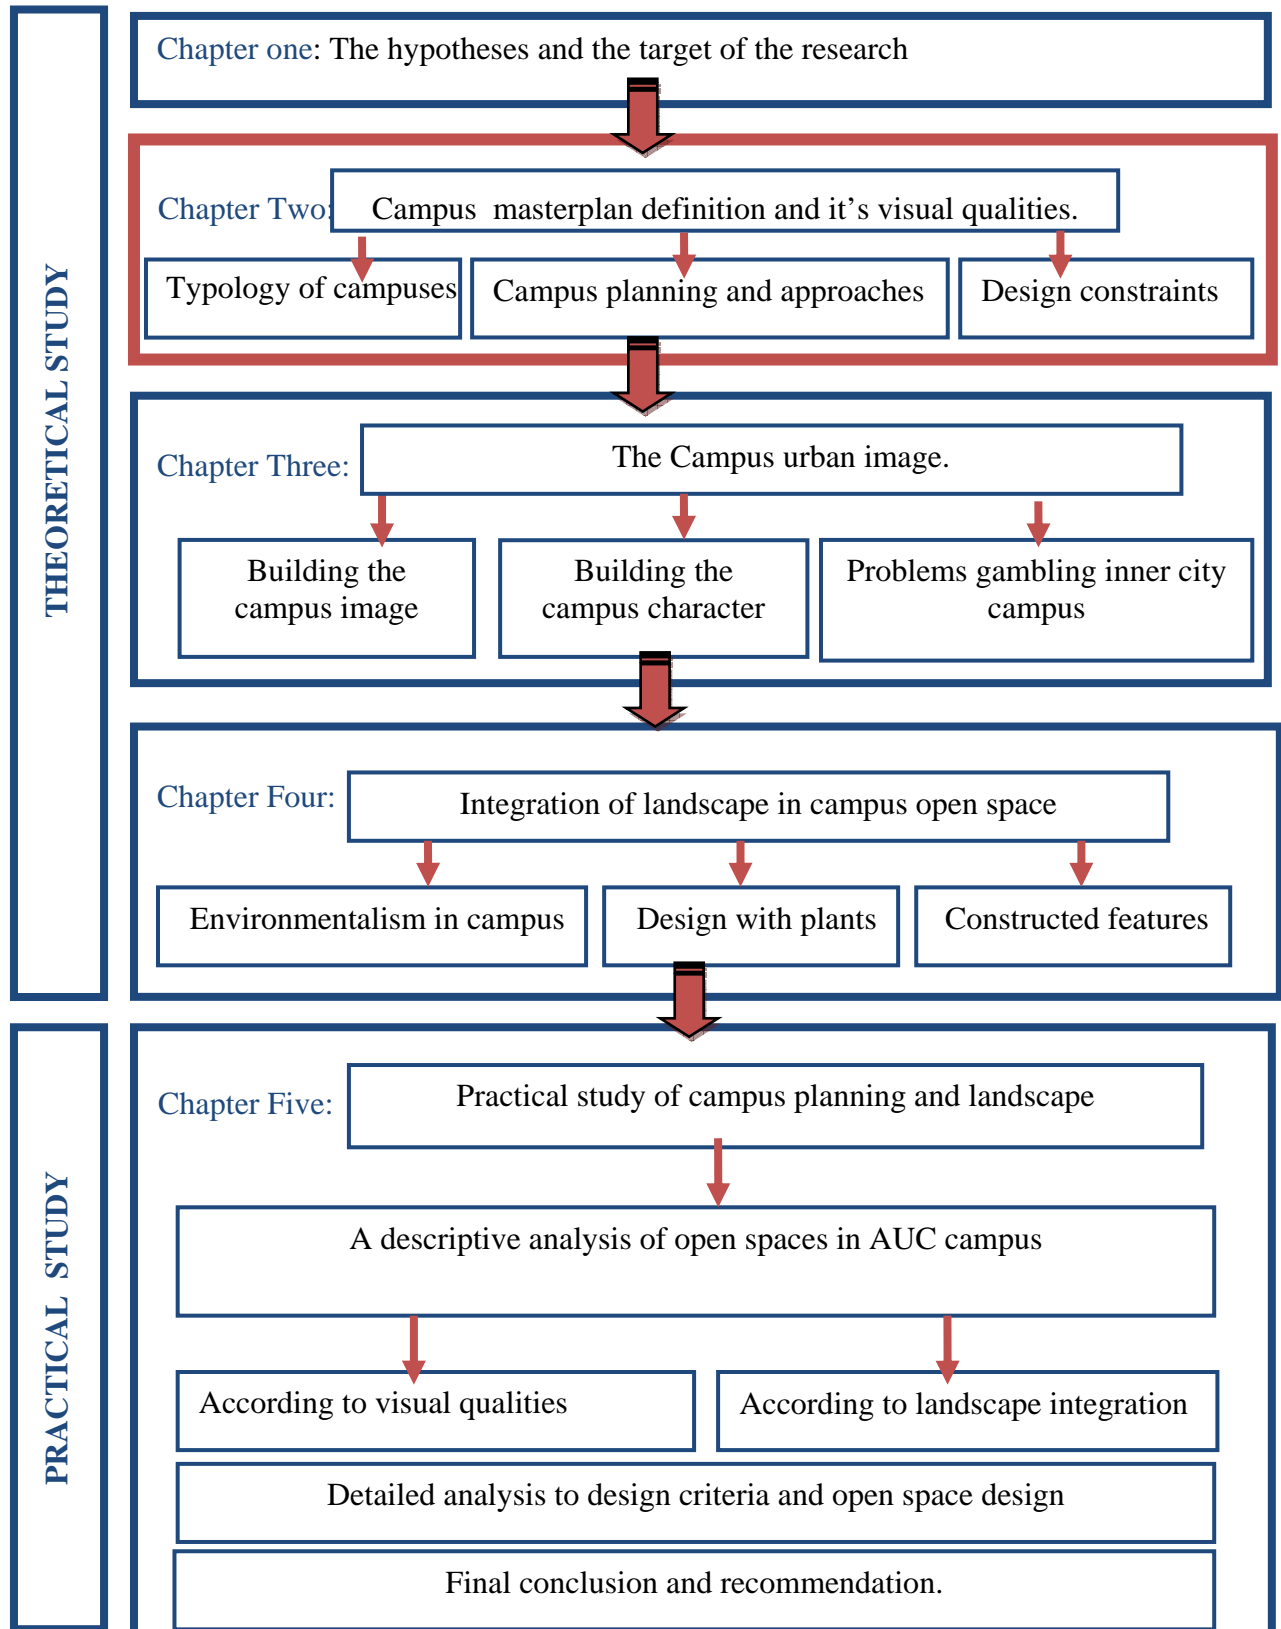 THEORETICAL STUDY
Chapter one: The hypotheses and the target of the research
Chapter Two:
Campus masterplan definition and it’s visual qualities.
Typology of campuses
Campus planning and approaches
Design constraints
Chapter Three:
The Campus urban image.
Building the
campus image
Building the
campus character
Problems gambling inner city
campus
Chapter Four:
Integration of landscape in campus open space
Environmentalism in campus
Design with plants
Constructed features
PRACTICAL STUDY
Chapter Five:
Practical study of campus planning and landscape
A descriptive analysis of open spaces in AUC campus
According to visual qualities
According to landscape integration
Detailed analysis to design criteria and open space design
Final conclusion and recommendation.